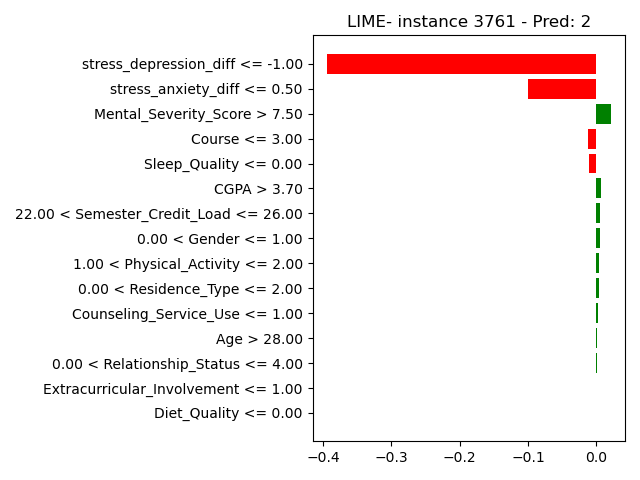 LIME- instance 3761 - Pred: 2
stress_depression_diff <= -1.00
stress_anxiety_diff <= 0.50
Mental_Severity_Score > 7.50
Course <= 3.00
Sleep_Quality <= 0.00
CGPA > 3.70
22.00 < Semester_Credit_Load <= 26.00
0.00 < Gender <= 1.00
1.00 < Physical_Activity <= 2.00
0.00 < Residence_Type <= 2.00
Counseling_Service_Use <= 1.00
Age > 28.00
0.00 < Relationship_Status <= 4.00
Extracurricular_Involvement <= 1.00
Diet_Quality <= 0.00
−0.4 −0.3 −0.2 −0.1 0.0